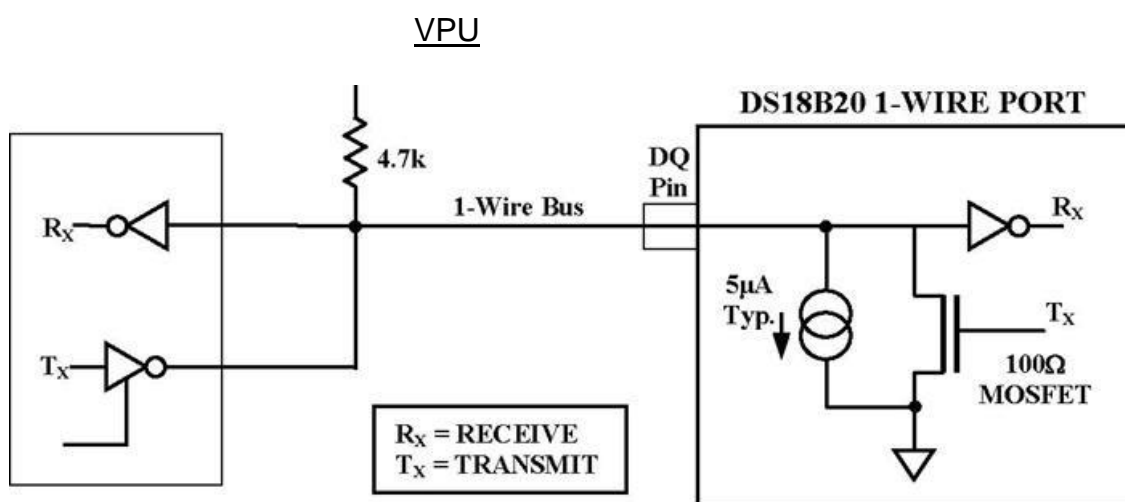 VPU
DS18B20 1-WIRE PORT
4.7k
DQ
Pin
1-Wire Bus
RX
RX
5µA
Typ.
TX
TX
100Ω
MOSFET
RX = RECEIVE
TX = TRANSMIT